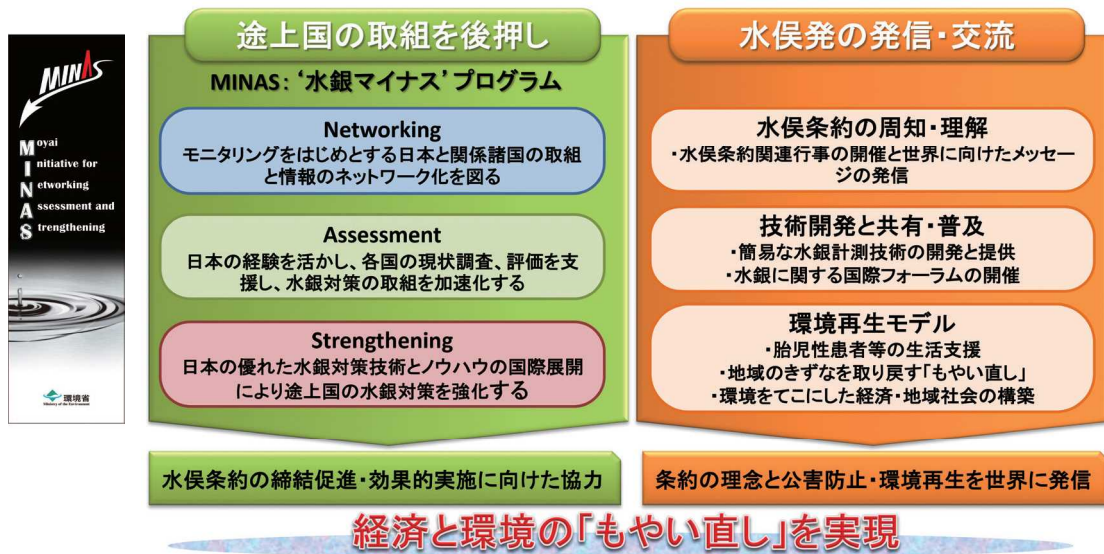 MINAS
Moyai
Initiative for
Networking
Assessment and
Strengthening
環境省
Ministry of the Environment
途上国の取組を後押し
MINAS: ‘水銀マイナス’プログラム
Networking
モニタリングをはじめとする日本と関係諸国の取組
と情報のネットワーク化を図る
Assessment
日本の経験を活かし、各国の現状調査、評価を支
援し、水銀対策の取組を加速化する
Strengthening
日本の優れた水銀対策技術とノウハウの国際展開
により途上国の水銀対策を強化する
水俣条約の締結促進・効果的実施に向けた協力
水俣発の発信・交流
水俣条約の周知・理解
・水俣条約関連行事の開催と世界に向けたメッセー
ジの発信
技術開発と共有・普及
・簡易な水銀計測技術の開発と提供
・水銀に関する国際フォーラムの開催
環境再生モデル
・胎児性患者等の生活支援
・地域のきずなを取り戻す「もやい直し」
・環境をてこにした経済・地域社会の構築
条約の理念と公害防止・環境再生を世界に発信
経済と環境の「もやい直し」を実現